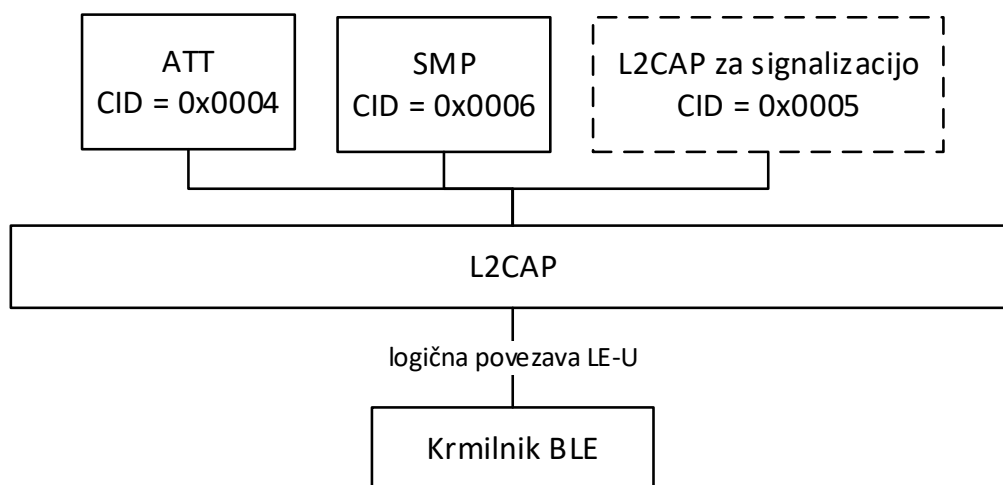 ATT
CID = 0x0004
SMP
CID = 0x0006
L2CAP za signalizacijo
CID = 0x0005
L2CAP
logična povezava LE-U
Krmilnik BLE